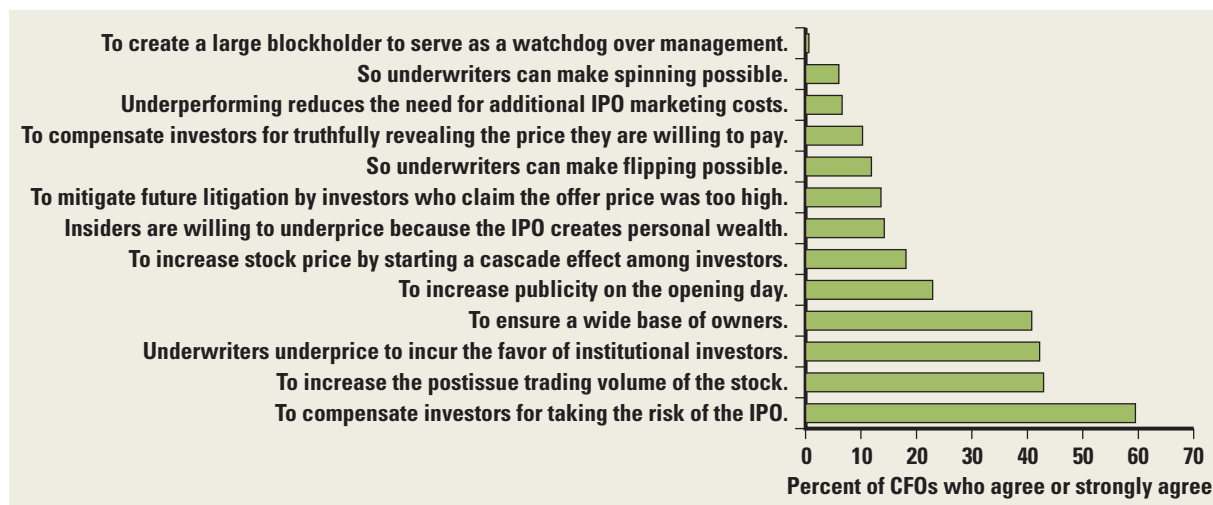 To create a large blockholder to serve as a watchdog over management.
So underwriters can make spinning possible.
Underperforming reduces the need for additional IPO marketing costs.
To compensate investors for truthfully revealing the price they are willing to pay.
So underwriters can make flipping possible.
To mitigate future litigation by investors who claim the offer price was too high.
Insiders are willing to underprice because the IPO creates personal wealth.
To increase stock price by starting a cascade effect among investors.
To increase publicity on the opening day.
To ensure a wide base of owners.
Underwriters underprice to incur the favor of institutional investors.
To increase the postissue trading volume of the stock.
To compensate investors for taking the risk of the IPO.
0 10 20 30 40 50 60 70
Percent of CFOs who agree or strongly agree